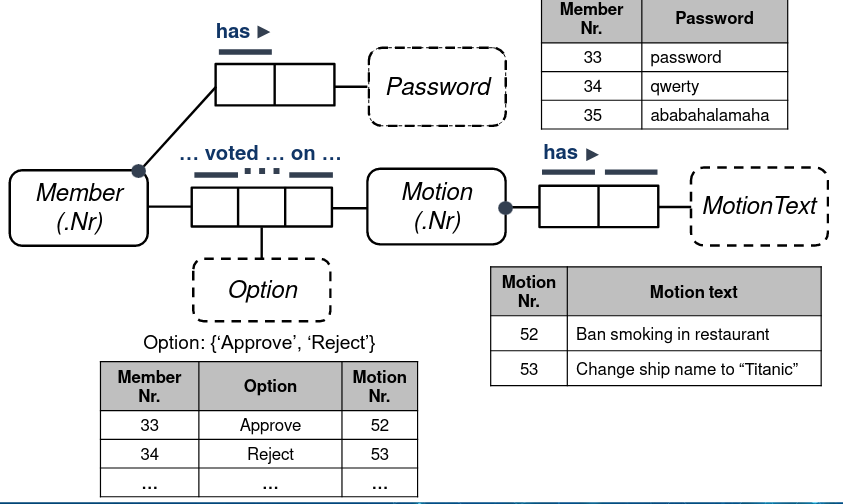 has ►
Member Nr. Password
33 password
34 qwerty
35 ababahalamaha
Password
… voted … on …
has ►
Member
(.Nr)
Motion
(.Nr)
MotionText
Option
Option: {‘Approve’, ‘Reject’}
Member Nr. Option Motion Nr.
33 Approve 52
34 Reject 53
… … …
Motion Nr. Motion text
52 Ban smoking in restaurant
53 Change ship name to “Titanic”